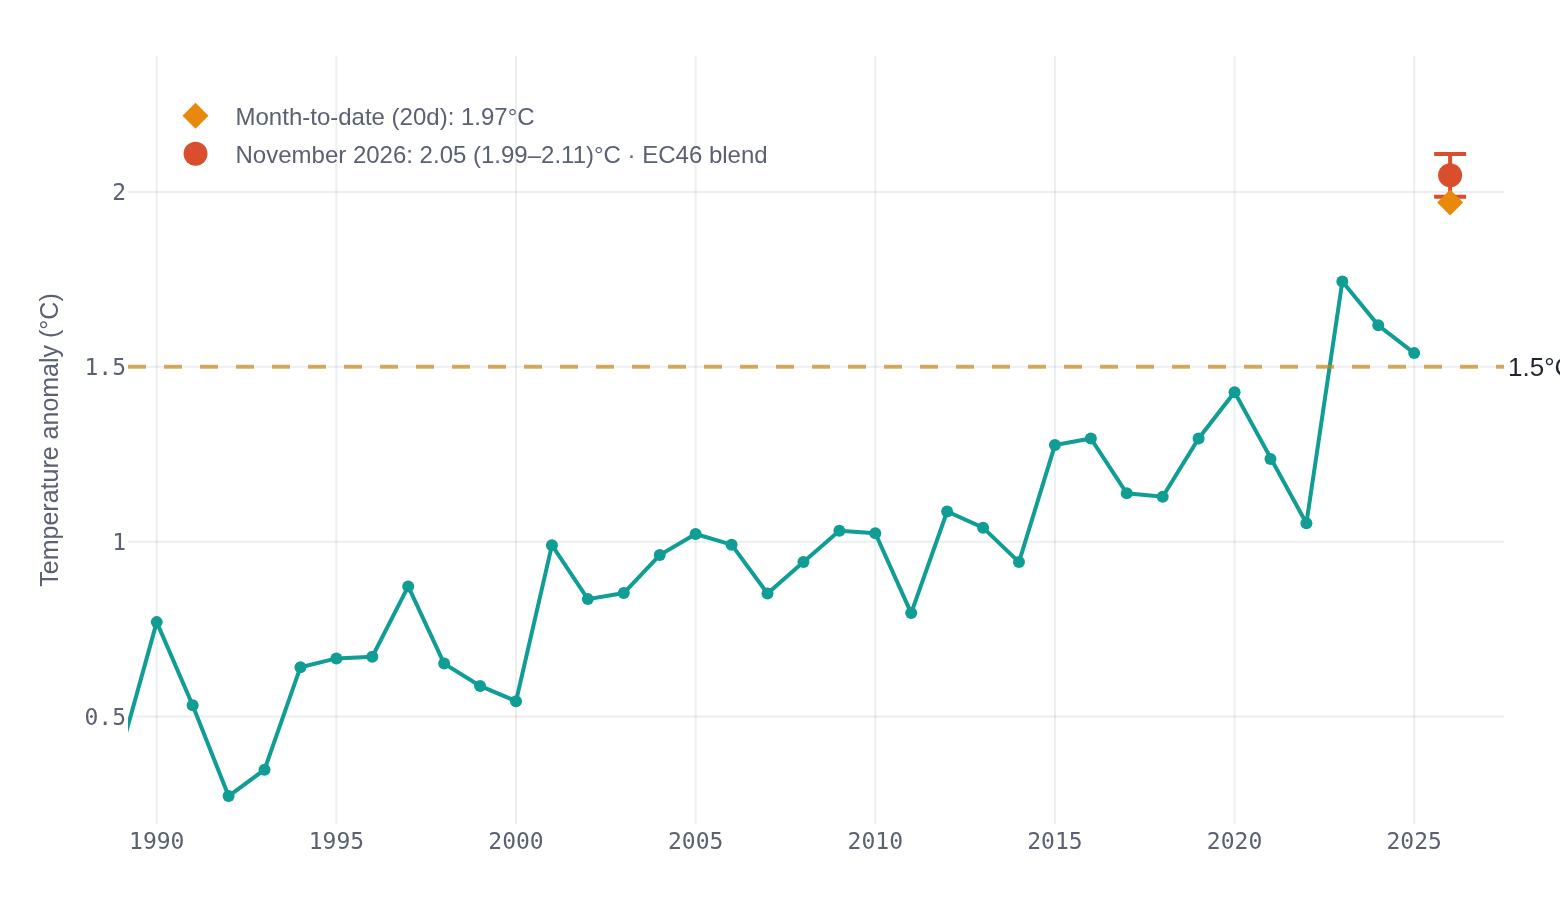 Month-to-date (20d): 1.97°C
November 2026: 2.05 (1.99–2.11)°C · EC46 blend
Temperature anomaly (°C)
2
1.5
1
0.5
1.5°C
1990 1995 2000 2005 2010 2015 2020 2025